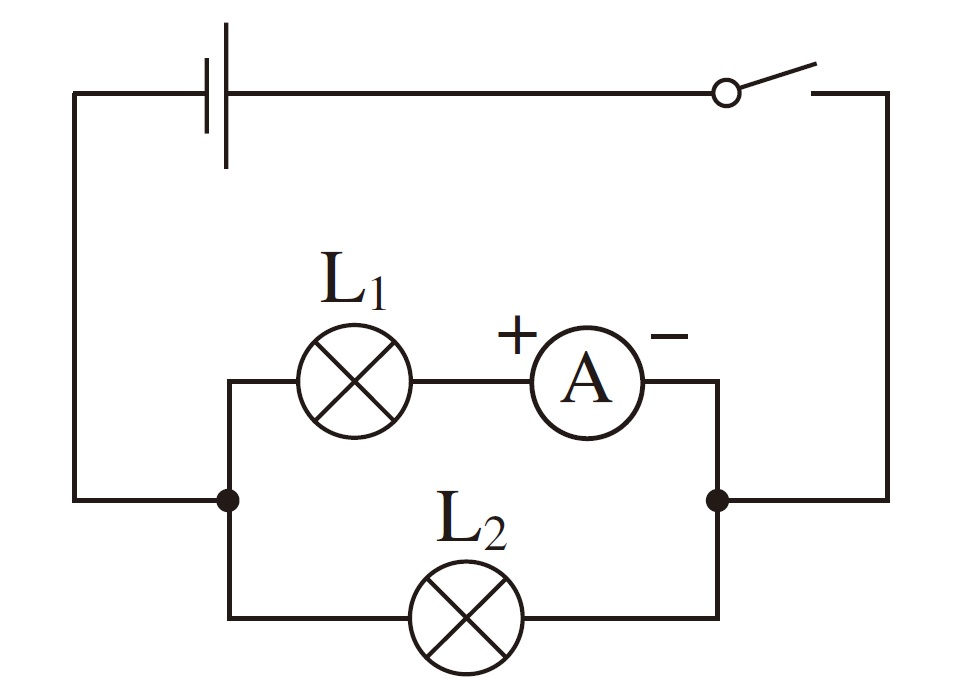 L₁
+ A −
L₂